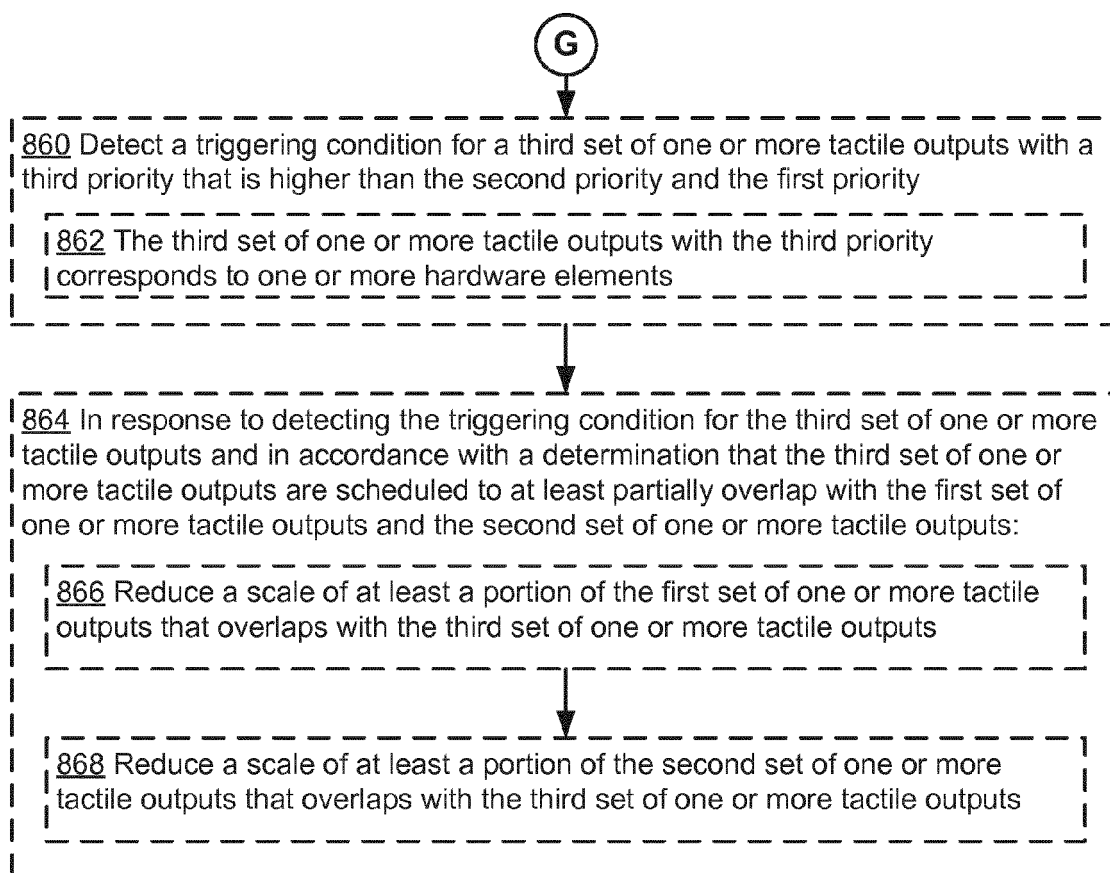 G
860 Detect a triggering condition for a third set of one or more tactile outputs with a
third priority that is higher than the second priority and the first priority
862 The third set of one or more tactile outputs with the third priority
corresponds to one or more hardware elements
864 In response to detecting the triggering condition for the third set of one or more
tactile outputs and in accordance with a determination that the third set of one or
more tactile outputs are scheduled to at least partially overlap with the first set of
one or more tactile outputs and the second set of one or more tactile outputs:
866 Reduce a scale of at least a portion of the first set of one or more tactile
outputs that overlaps with the third set of one or more tactile outputs
868 Reduce a scale of at least a portion of the second set of one or more
tactile outputs that overlaps with the third set of one or more tactile outputs